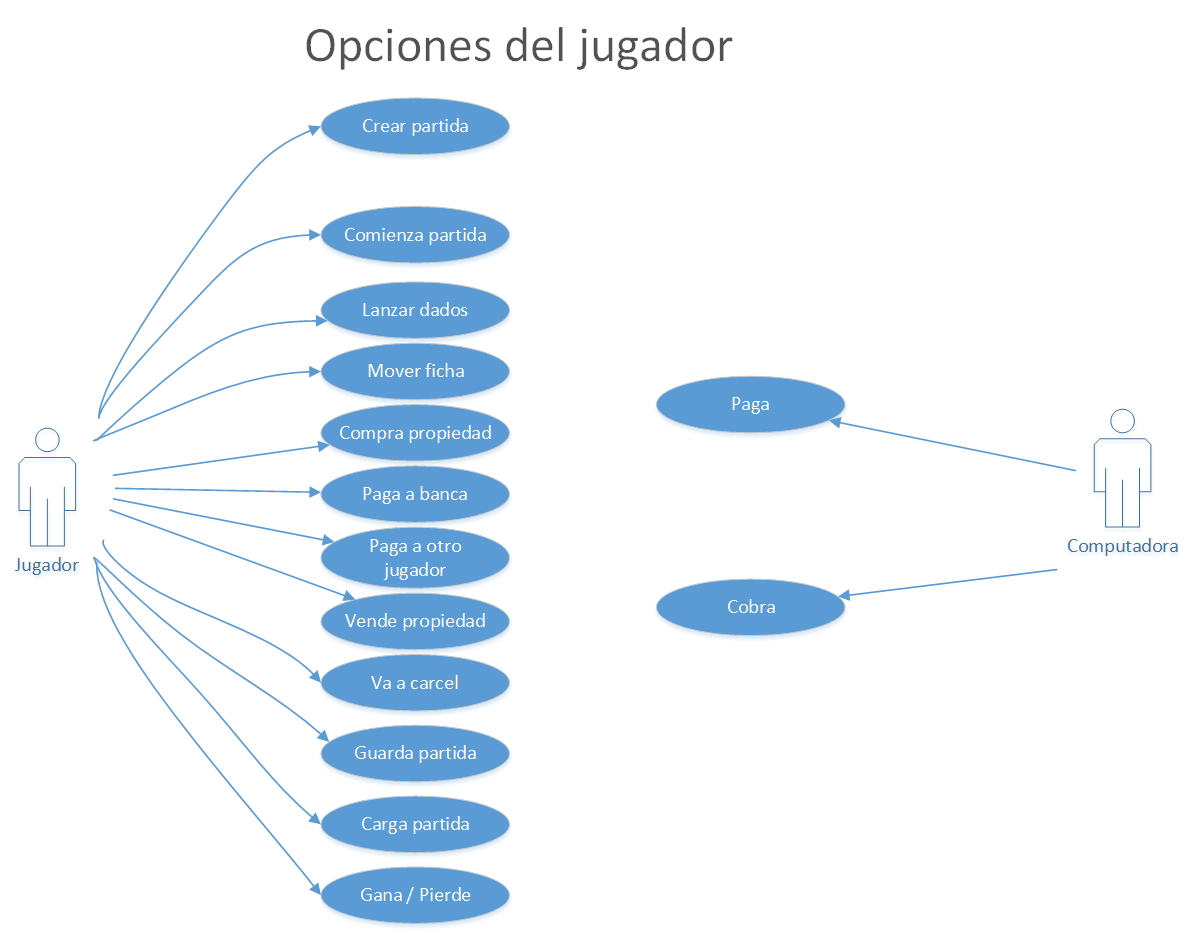 Opciones del jugador
Crear partida
Comienza partida
Lanzar dados
Mover ficha
Compra propiedad
Paga a banca
Paga a otro
jugador
Vende propiedad
Va a carcel
Guarda partida
Carga partida
Gana / Pierde
Jugador
Paga
Cobra
Computadora